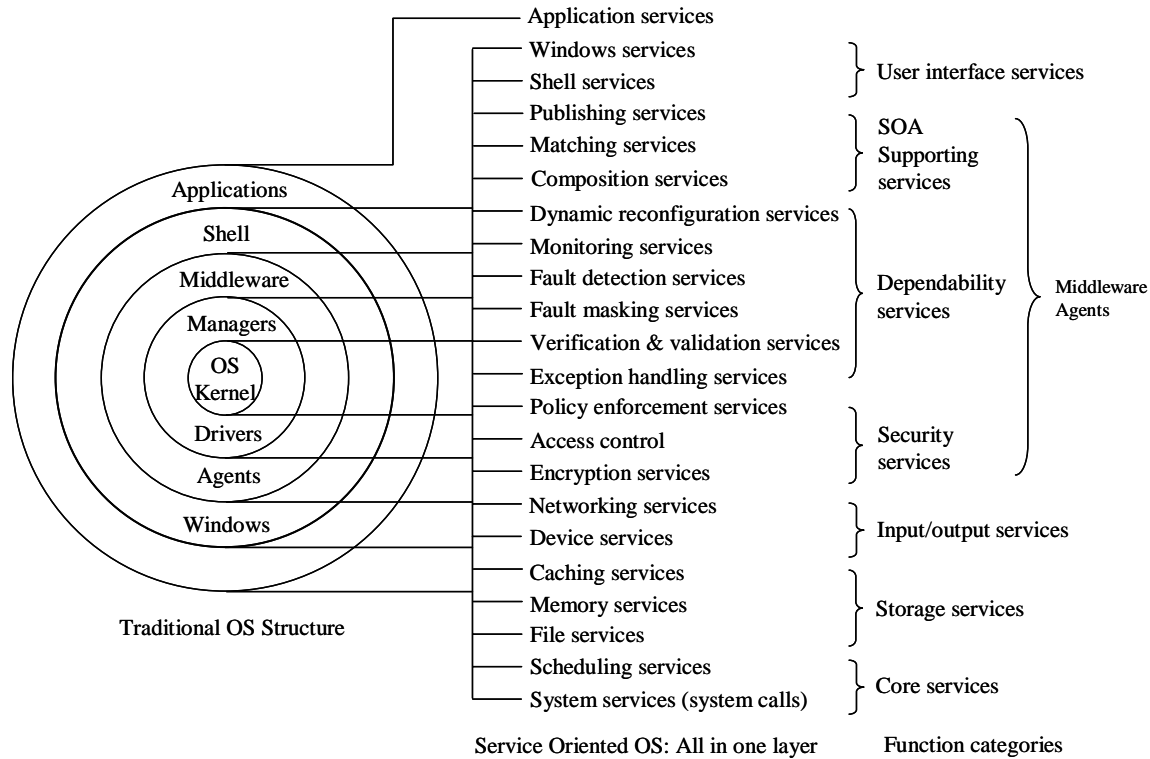 Application services
Windows services
Shell services
User interface services
Publishing services
Matching services
Composition services
SOA
Supporting
services
Dynamic reconfiguration services
Monitoring services
Fault detection services
Fault masking services
Verification & validation services
Exception handling services
Dependability
services
Policy enforcement services
Access control
Encryption services
Security
services
Middleware
Agents
Networking services
Device services
Input/output services
Caching services
Memory services
File services
Storage services
Scheduling services
System services (system calls)
Core services
Applications
Shell
Middleware
Managers
OS
Kernel
Drivers
Agents
Windows
Traditional OS Structure
Service Oriented OS: All in one layer
Function categories